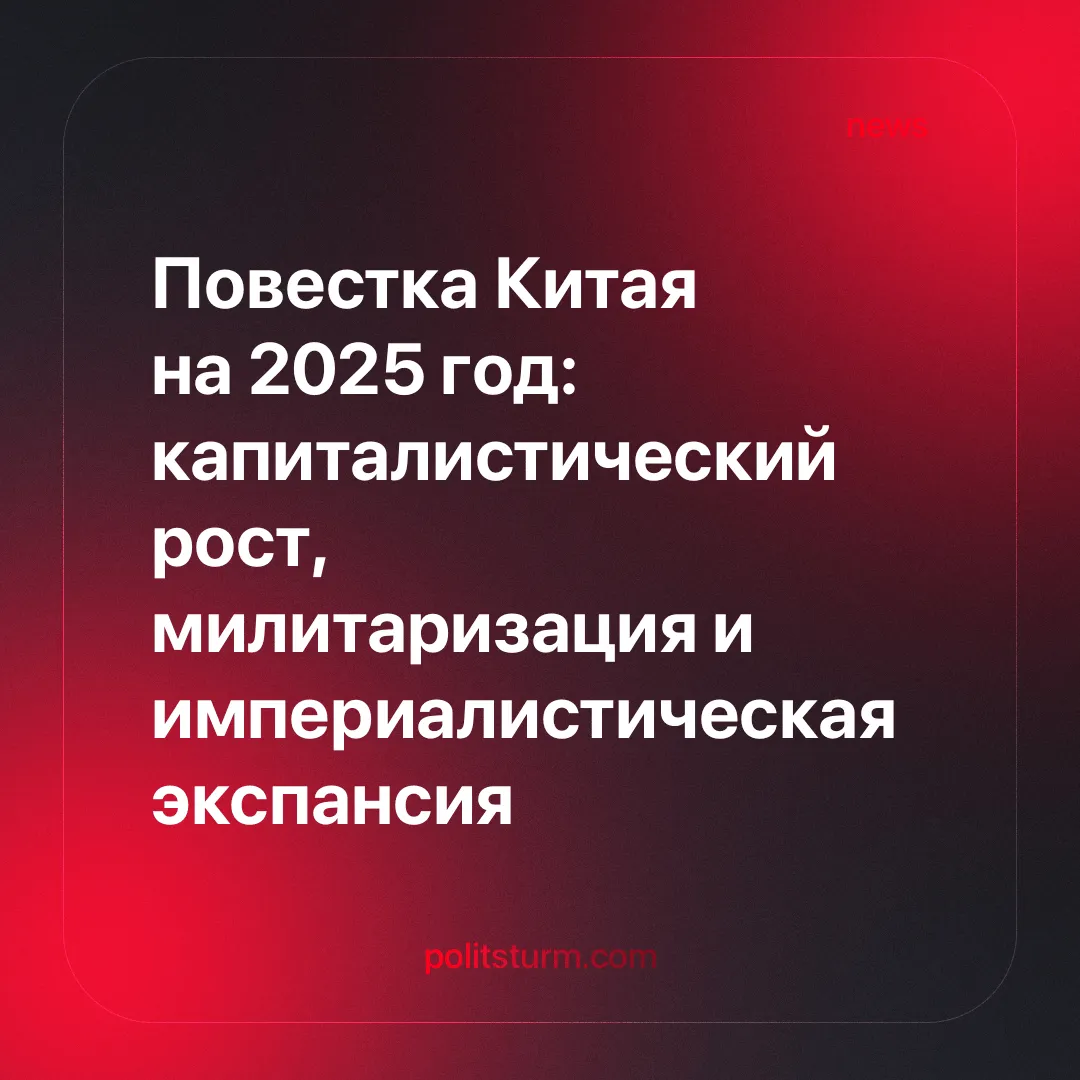 news
Повестка Китая
на 2025 год:
капиталистический
рост,
милитаризация и
империалистическая
экспансия
politsturm.com